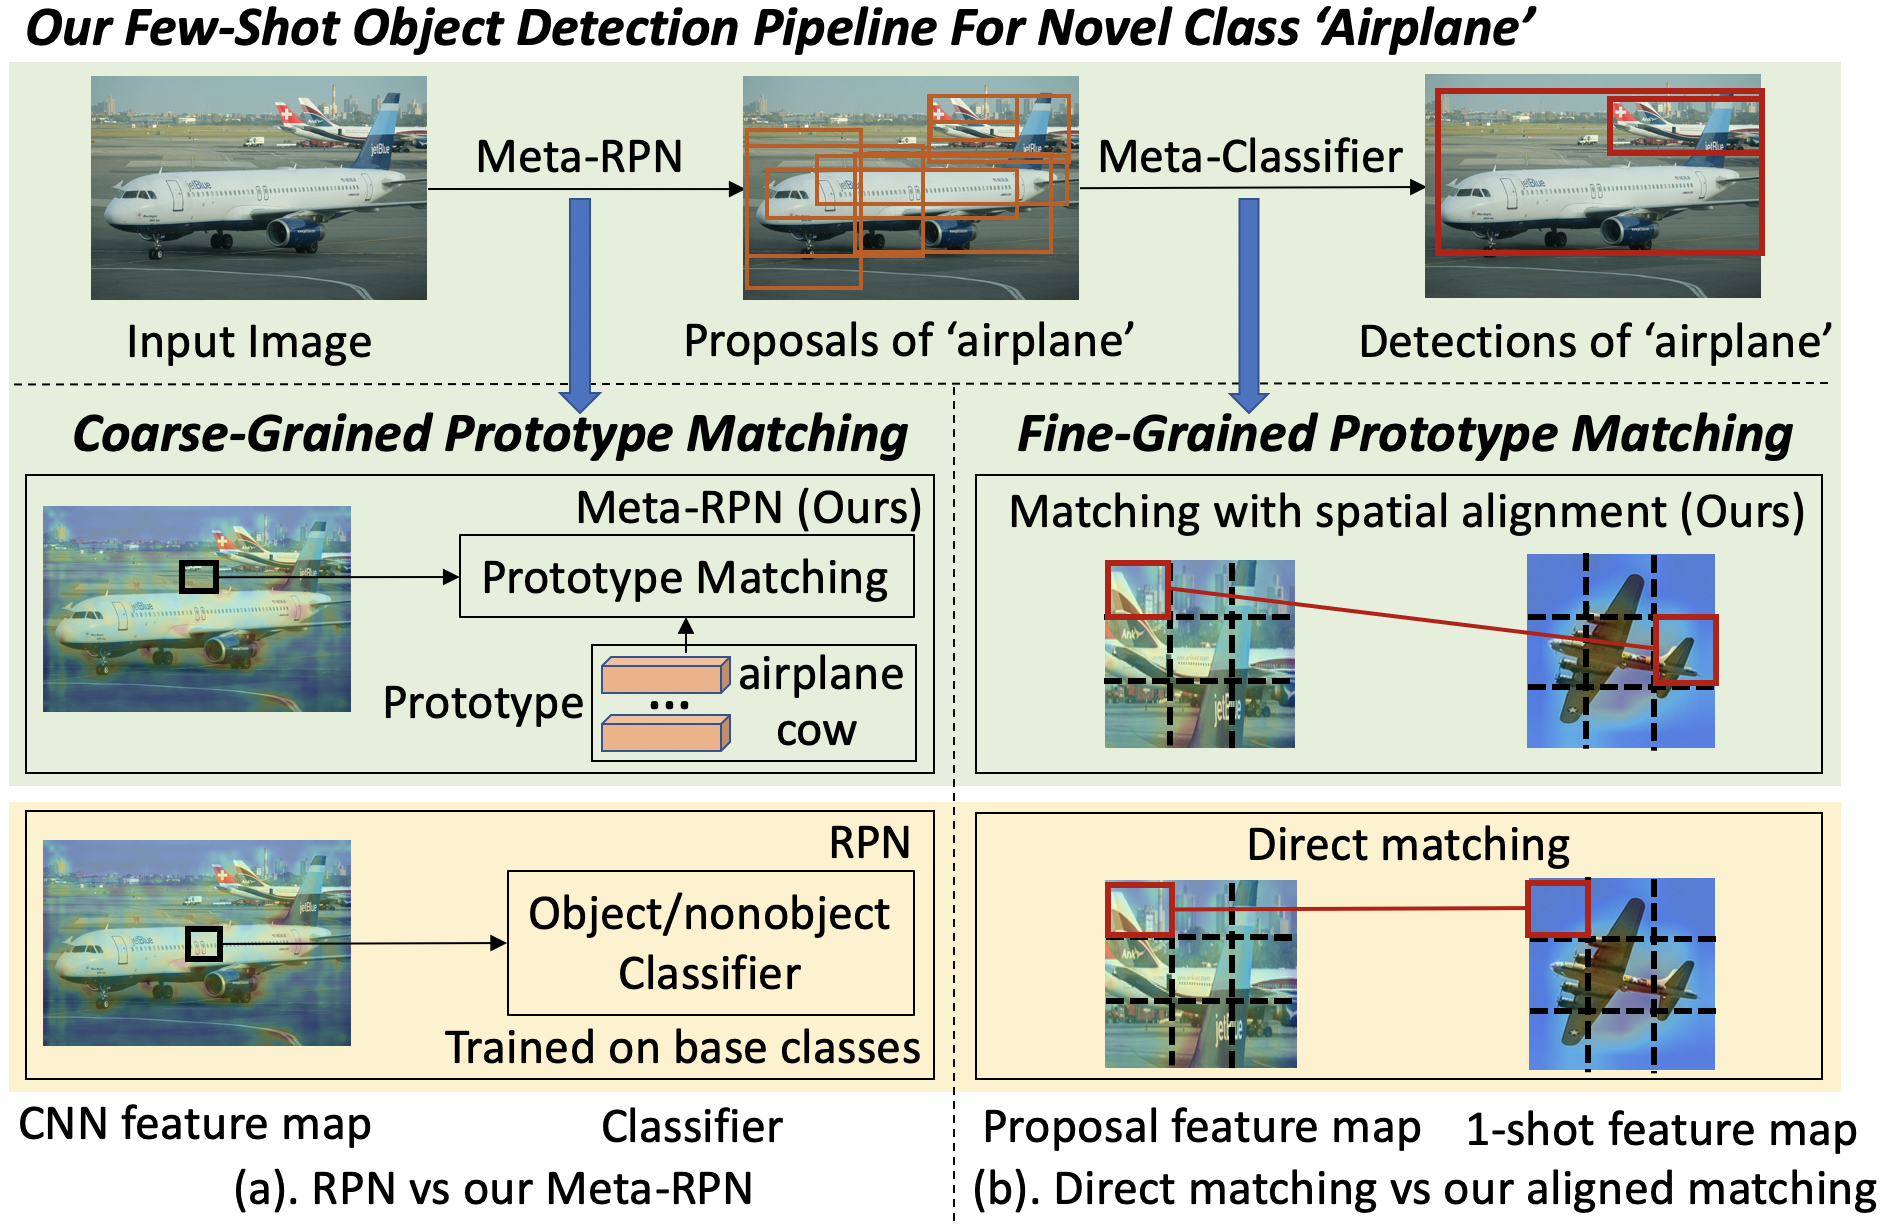 Our Few-Shot Object Detection Pipeline For Novel Class ‘Airplane’
Meta-RPN
Meta-Classifier
jetBlue
jetBlue
Input Image
Proposals of ‘airplane’
Detections of ‘airplane’
Coarse-Grained Prototype Matching
Fine-Grained Prototype Matching
Meta-RPN (Ours)
Prototype Matching
Prototype
airplane
...
cow
Matching with spatial alignment (Ours)
RPN
Object/nonobject
Classifier
Trained on base classes
Direct matching
CNN feature map
Classifier
Proposal feature map
1-shot feature map
(a). RPN vs our Meta-RPN
(b). Direct matching vs our aligned matching